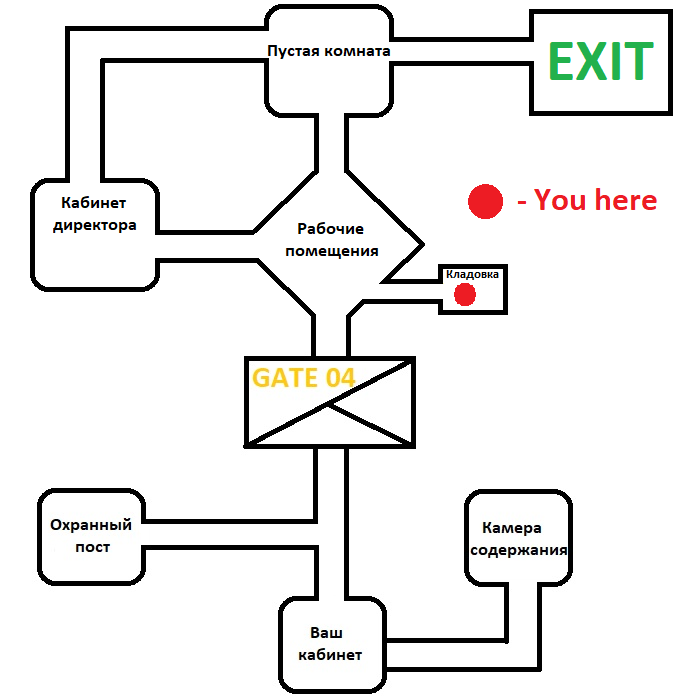 Пустая комната
EXIT
Кабинет
директора
- You here
Рабочие
помещения
Кладовка
GATE 04
Охранный
пост
Камера
содержания
Ваш
кабинет